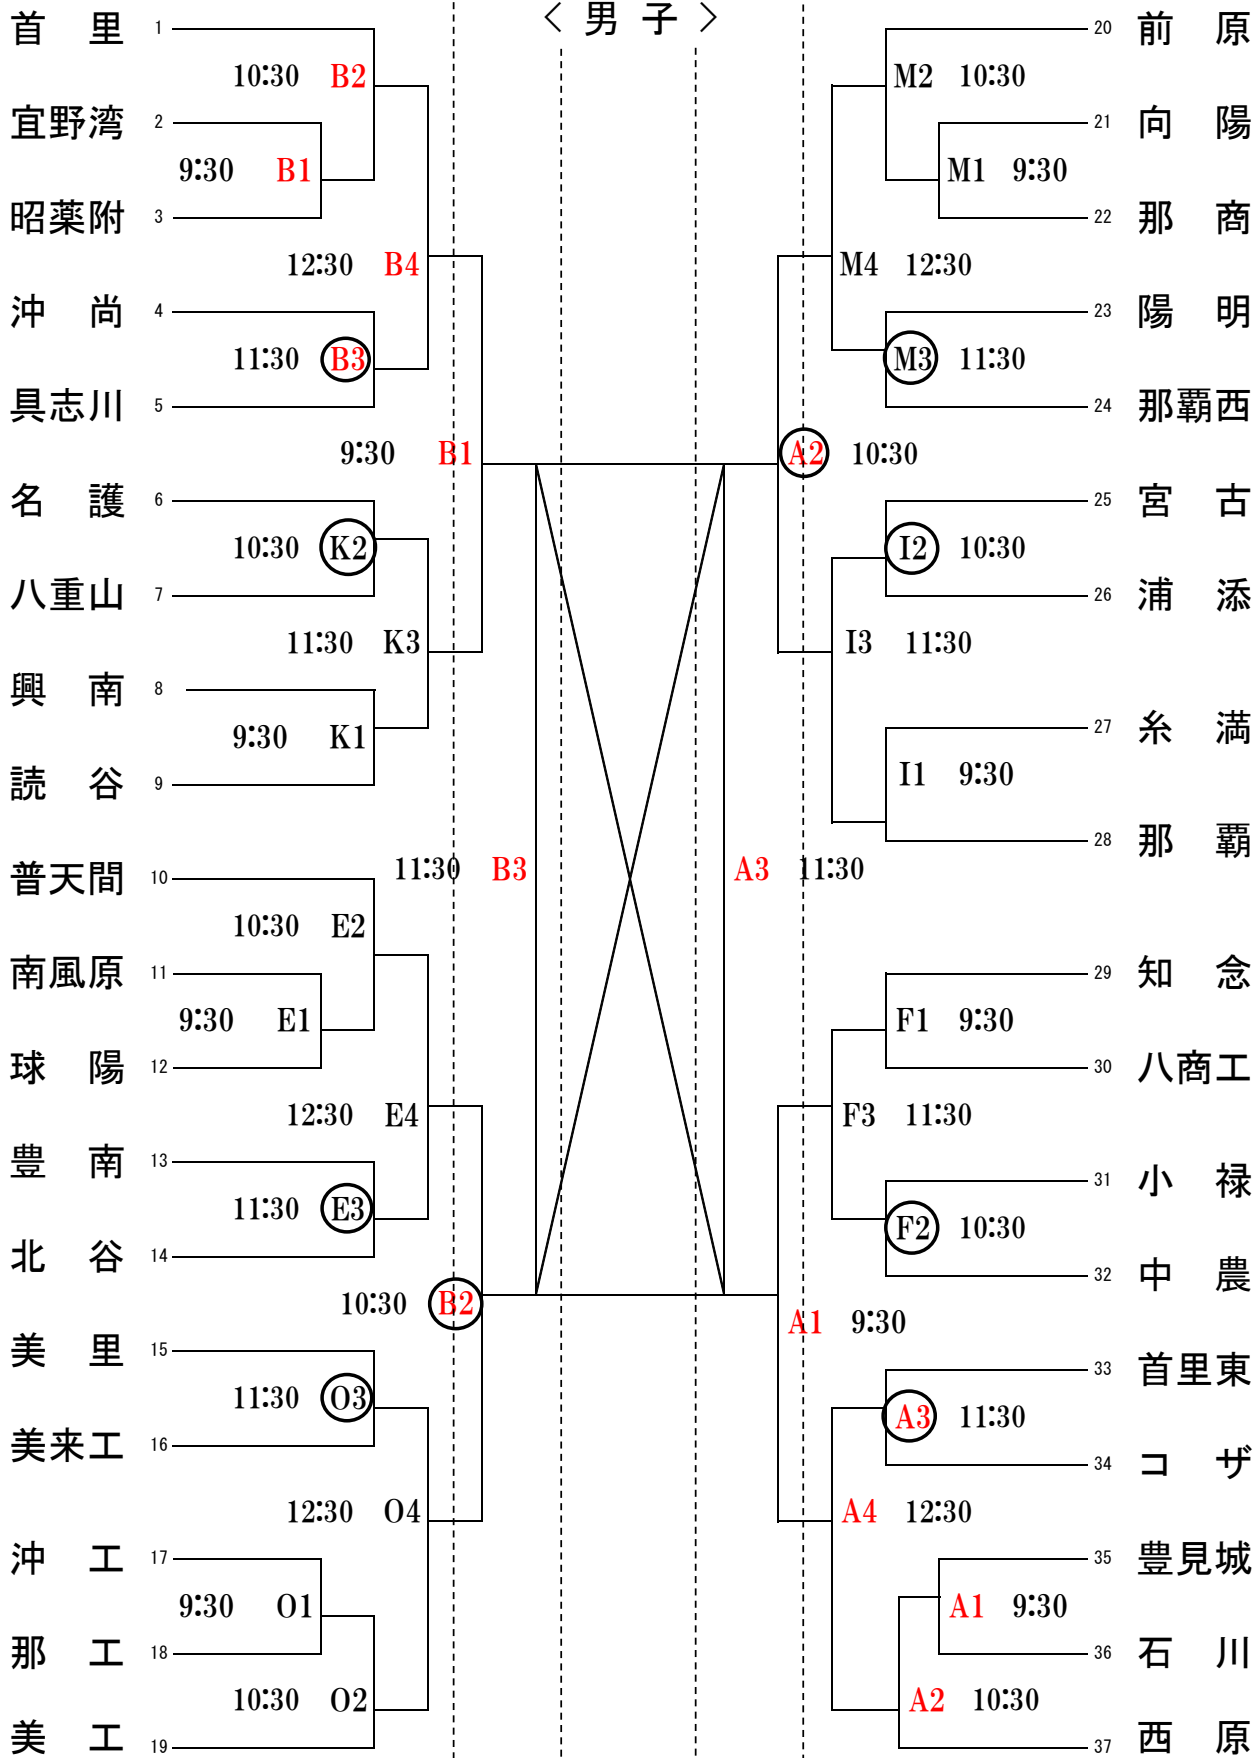 〈 男 子 〉
首 里 1
10:30 B2
宜野湾 2
9:30 B1
昭薬附 3
12:30 B4
沖 尚 4
11:30 B3
具志川 5
9:30 B1
名 護 6
10:30 K2
八重山 7
11:30 K3
興 南 8
9:30 K1
読 谷 9
11:30 B3
普天間 10
10:30 E2
南風原 11
9:30 E1
球 陽 12
12:30 E4
豊 南 13
11:30 E3
北 谷 14
10:30 B2
美 里 15
11:30 O3
美来工 16
12:30 O4
沖 工 17
9:30 O1
那 工 18
10:30 O2
美 工 19
20 前 原
M2 10:30
21 向 陽
M1 9:30
22 那 商
M4 12:30
23 陽 明
M3 11:30
24 那覇西
A2 10:30
25 宮 古
I2 10:30
26 浦 添
I3 11:30
27 糸 満
I1 9:30
28 那 覇
A3 11:30
29 知 念
F1 9:30
30 八商工
F3 11:30
31 小 禄
F2 10:30
32 中 農
A1 9:30
33 首里東
A3 11:30
34 コ ザ
A4 12:30
35 豊見城
A1 9:30
36 石 川
A2 10:30
37 西 原